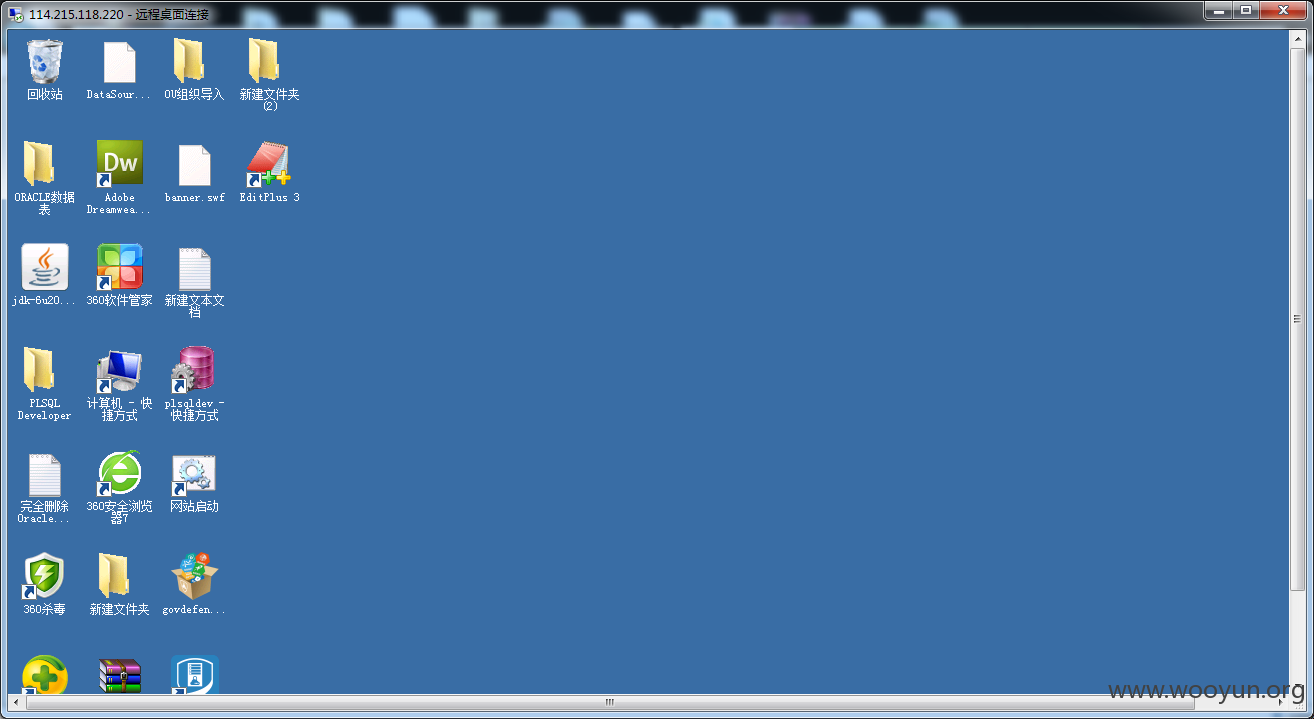 114.215.118.220 - 远程桌面连接
回收站
DataSour...
OU组织导入
新建文件夹
(2)
ORACLE数据
表
Dw
Adobe
Dreamwea...
banner.swf
EditPlus 3
jdk-6u20...
360软件管家
新建文本文
档
PLSQL
Developer
计算机 - 快
捷方式
plsqldev -
快捷方式
完全删除
Oracle...
360安全浏览
器7
网站启动
360杀毒
新建文件夹
govdefen...
www.wooyun.org